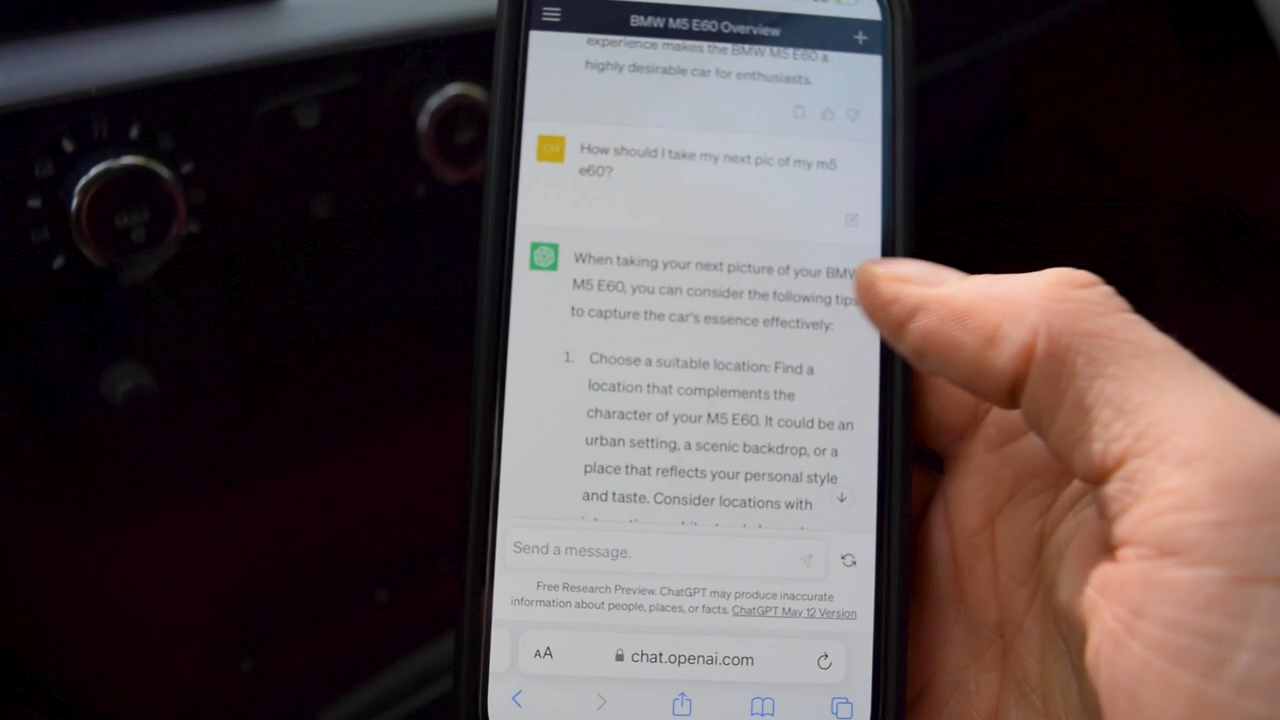 BMW M5 E60 Overview
experience makes the BMW M5 E60 a
highly desirable car for enthusiasts.
CH
How should I take my next pic of my m5
e60?
When taking your next picture of your BMW
M5 E60, you can consider the following tips
to capture the car's essence effectively:
1. Choose a suitable location: Find a
location that complements the
character of your M5 E60. It could be an
urban setting, a scenic backdrop, or a
place that reflects your personal style
and taste. Consider locations with
Send a message.
Free Research Preview. ChatGPT may produce inaccurate
information about people, places, or facts. ChatGPT May 12 Version
AA chat.openai.com